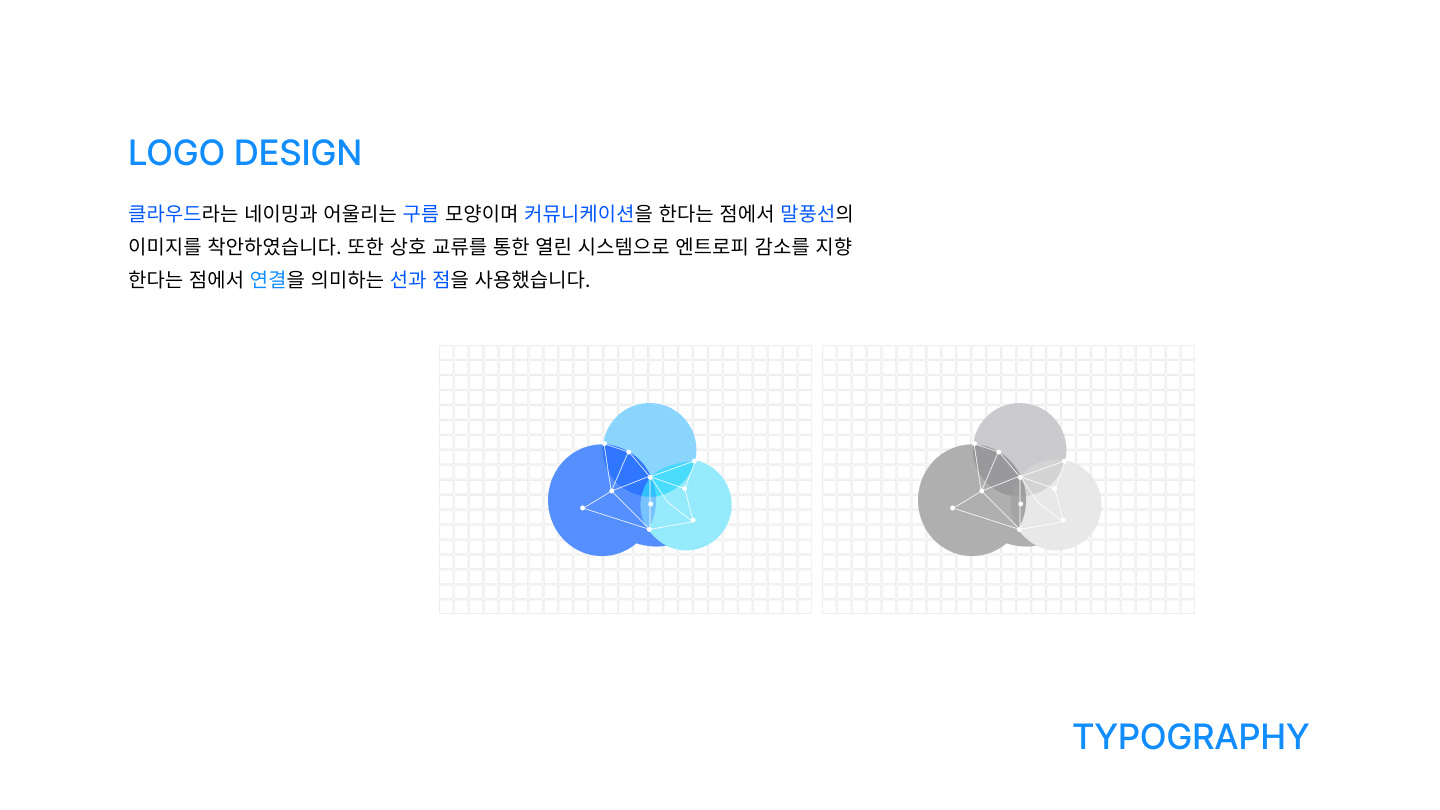 LOGO DESIGN
클라우드라는 네이밍과 어울리는 구름 모양이며 커뮤니케이션을 한다는 점에서 말풍선의
이미지를 착안하였습니다. 또한 상호 교류를 통한 열린 시스템으로 엔트로피 감소를 지향
한다는 점에서 연결을 의미하는 선과 점을 사용했습니다.
TYPOGRAPHY